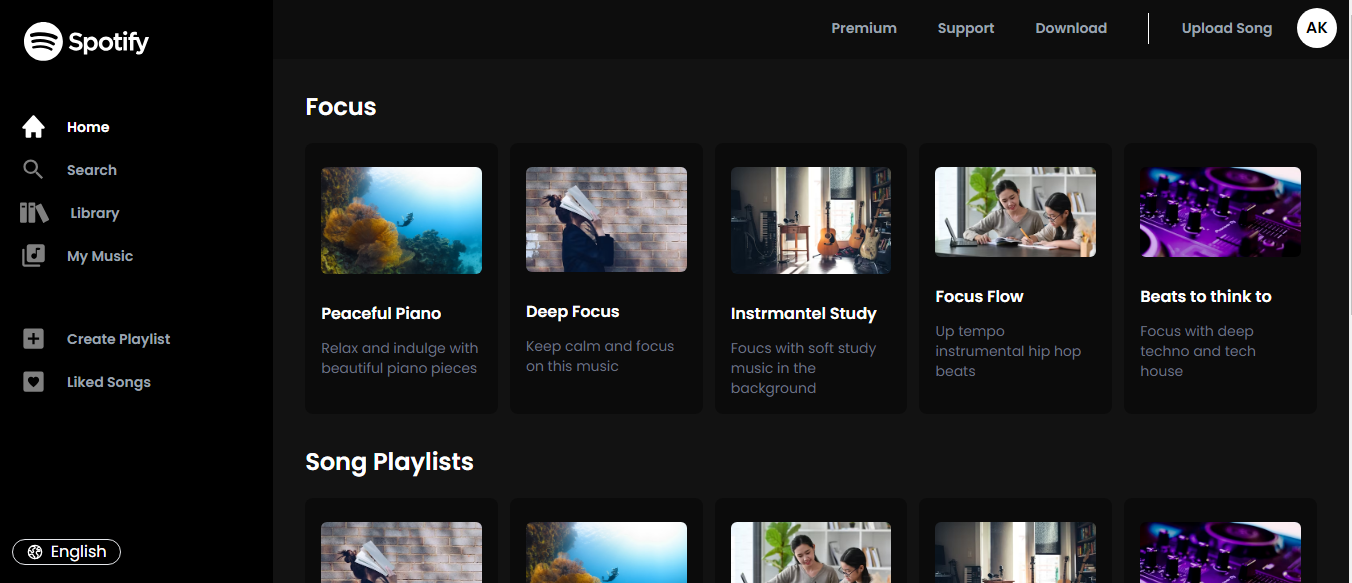 Spotify
Premium
Support
Download
Upload Song
AK
Home
Search
Library
My Music
Create Playlist
Liked Songs
English
Focus
Peaceful Piano
Relax and indulge with
beautiful piano pieces
Deep Focus
Keep calm and focus
on this music
Instrmantel Study
Foucs with soft study
music in the
background
Focus Flow
Up tempo
instrumental hip hop
beats
Beats to think to
Focus with deep
techno and tech
house
Song Playlists